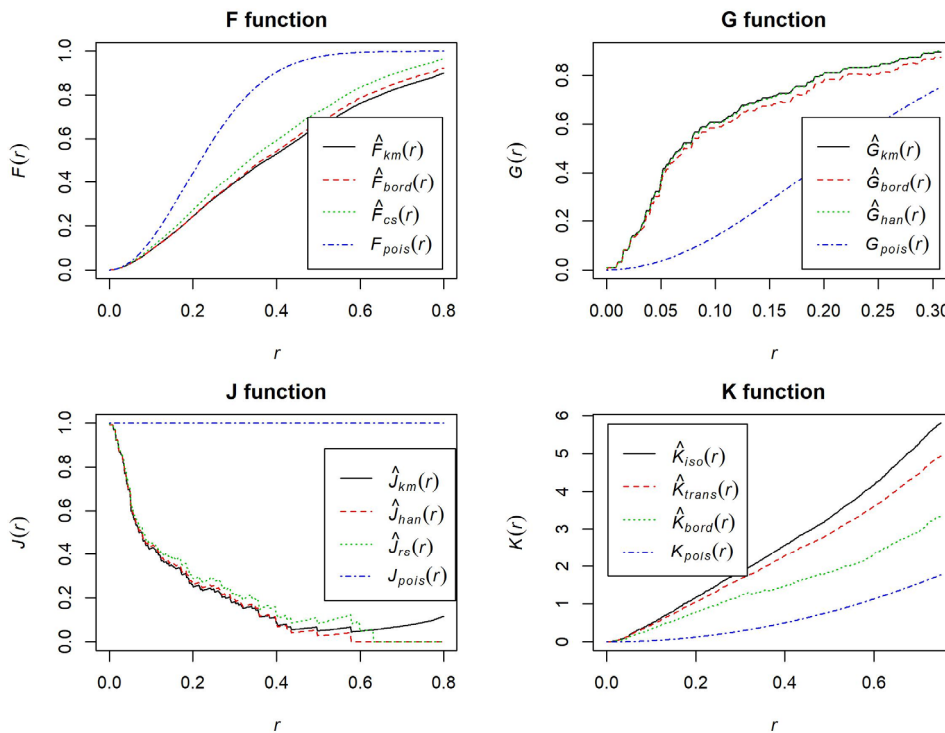 F function
F(r)
1.0
0.8
0.6
0.4
0.2
0.0
F̂km(r)
F̂bord(r)
F̂cs(r)
Fpois(r)
0.0 0.2 0.4 0.6 0.8
r
G function
G(r)
0.8
0.6
0.4
0.2
0.0
Ĝkm(r)
Ĝbord(r)
Ĝhan(r)
Gpois(r)
0.00 0.05 0.10 0.15 0.20 0.25 0.30
r
J function
J(r)
1.0
0.8
0.6
0.4
0.2
0.0
Ĵkm(r)
Ĵhan(r)
Ĵrs(r)
Jpois(r)
0.0 0.2 0.4 0.6 0.8
r
K function
K(r)
6
5
4
3
2
1
0
K̂iso(r)
K̂trans(r)
K̂bord(r)
Kpois(r)
0.0 0.2 0.4 0.6
r